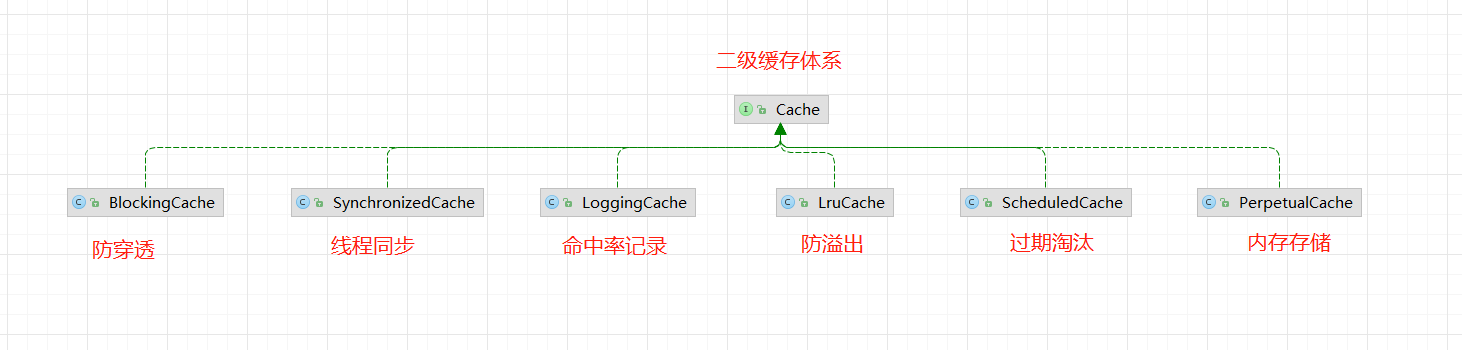 二级缓存体系
I Cache
C BlockingCache
C SynchronizedCache
C LoggingCache
C LruCache
C ScheduledCache
C PerpetualCache
防穿透
线程同步
命中率记录
防溢出
过期淘汰
内存存储